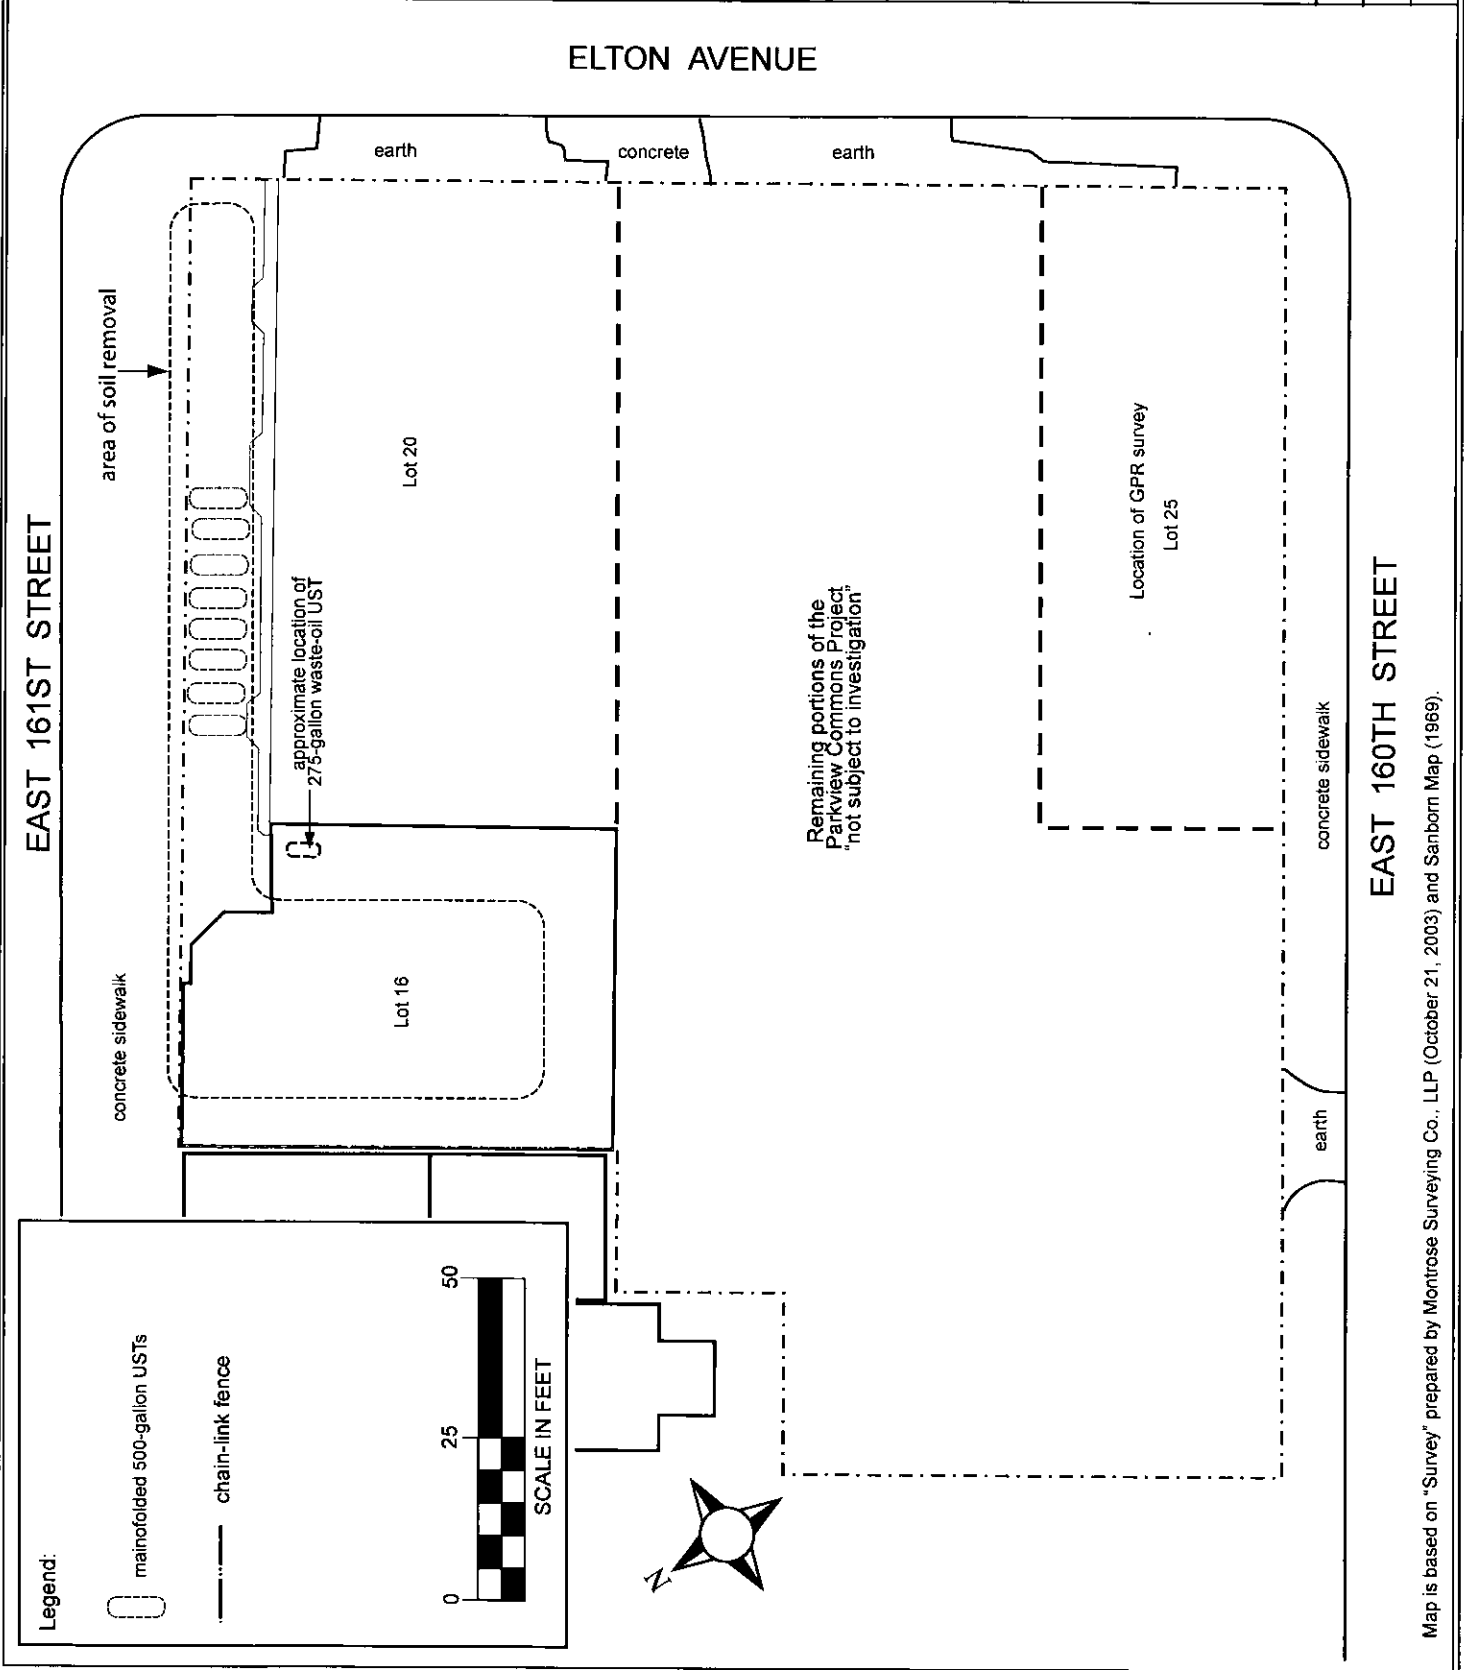 ELTON AVENUE
earth
concrete
earth
EAST 161ST STREET
area of soil removal
Lot 20
approximate location of
275-gallon waste-oil UST
Location of GPR survey
Lot 25
Remaining portions of the
Parkview Commons Project
"not subject to investigation"
concrete sidewalk
EAST 160TH STREET
concrete sidewalk
Lot 16
earth
Legend:
mainofolded 500-gallon USTs
chain-link fence
0
25
50
SCALE IN FEET
N
Map is based on "Survey" prepared by Montrose Surveying Co., LLP (October 21, 2003) and Sanborn Map (1969).